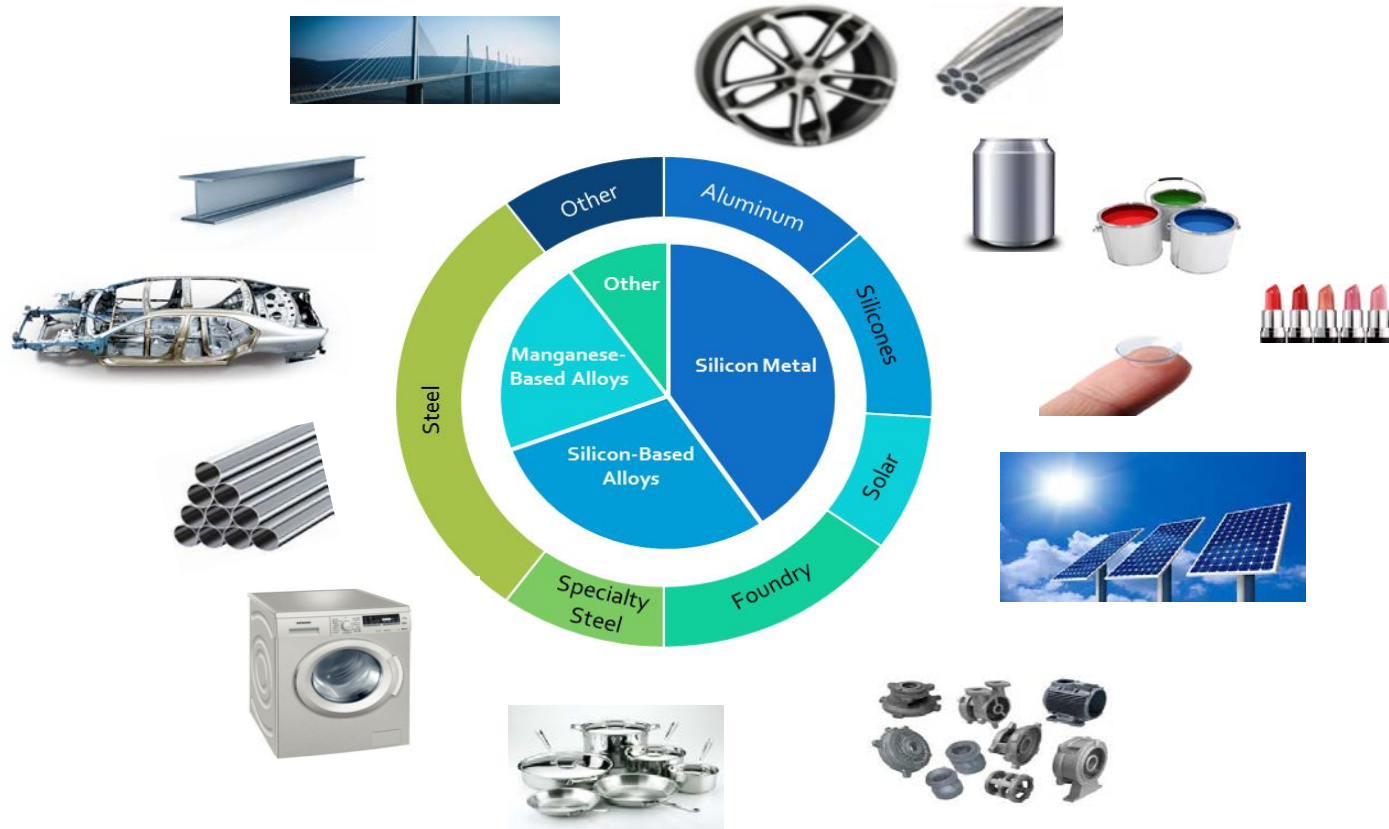 Other
Aluminum
Silicones
Solar
Foundry
Specialty
Steel
Steel
Other
Silicon Metal
Silicon-Based
Alloys
Manganese-
Based Alloys